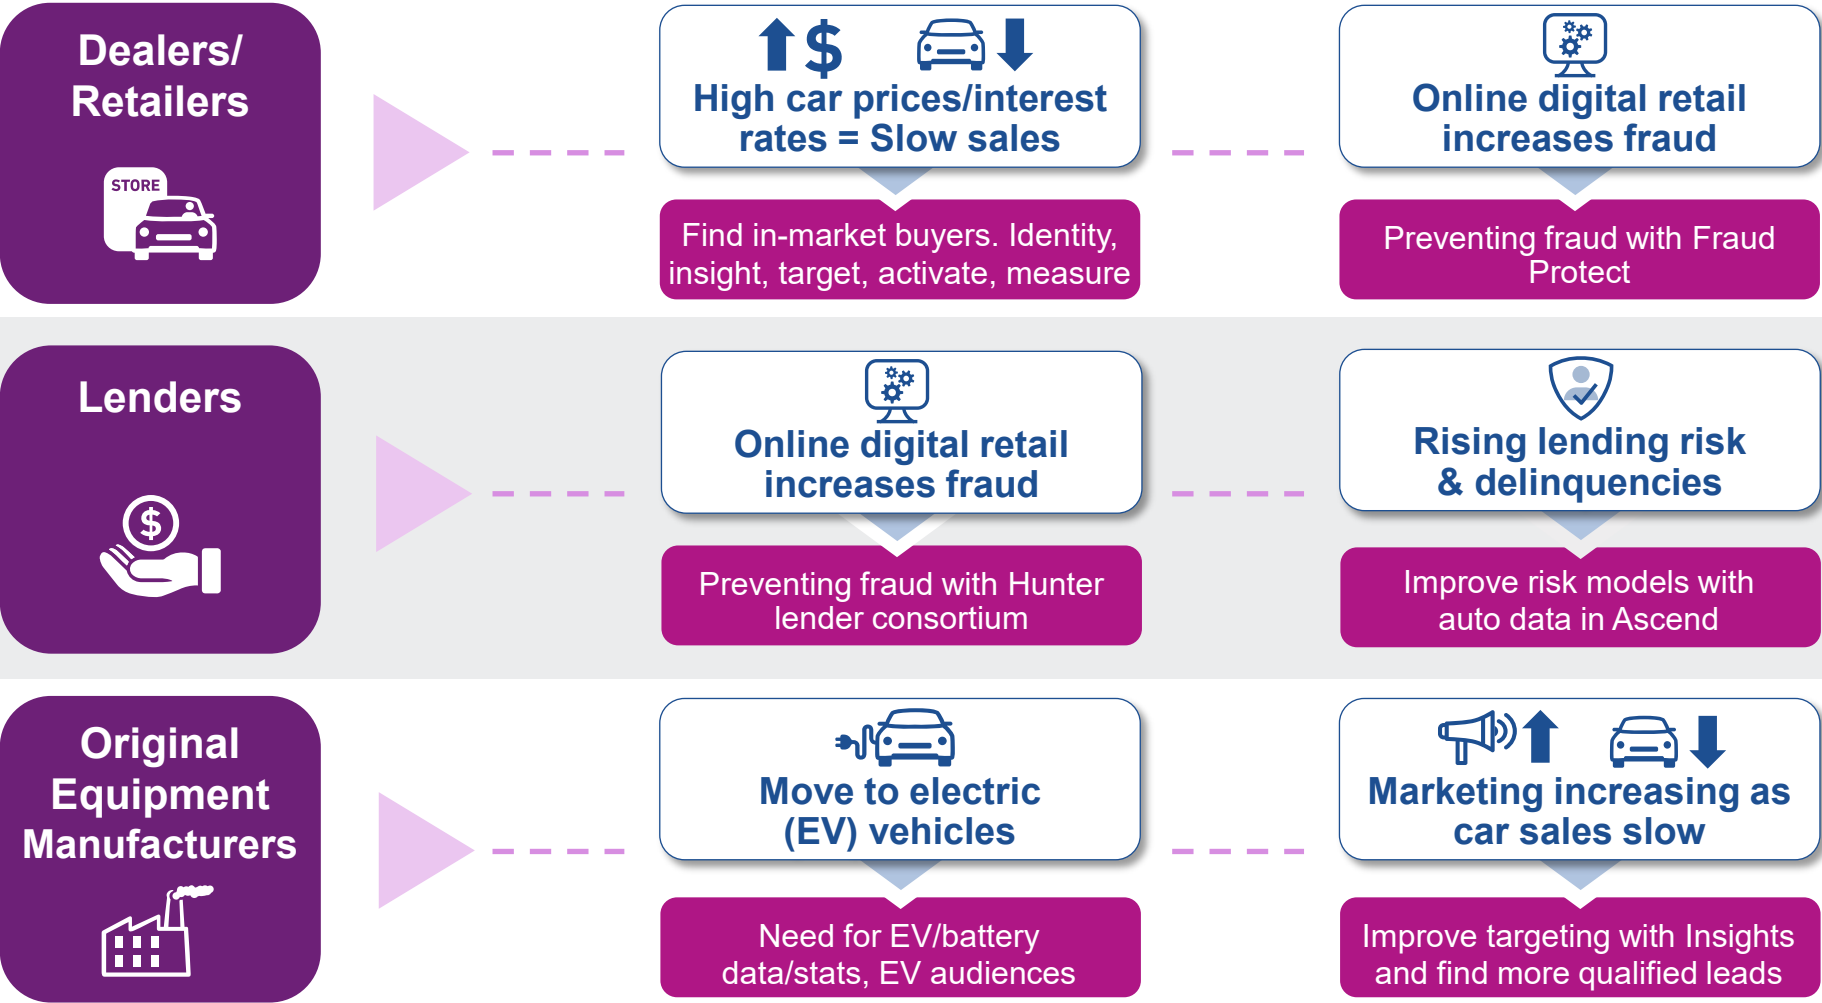 Dealers/
Retailers
STORE
High car prices/interest
rates = Slow sales
Find in-market buyers. Identity,
insight, target, activate, measure
Online digital retail
increases fraud
Preventing fraud with Fraud
Protect
Lenders
$
Online digital retail
increases fraud
Preventing fraud with Hunter
lender consortium
Rising lending risk
& delinquencies
Improve risk models with
auto data in Ascend
Original
Equipment
Manufacturers
Move to electric
(EV) vehicles
Need for EV/battery
data/stats, EV audiences
Marketing increasing as
car sales slow
Improve targeting with Insights
and find more qualified leads